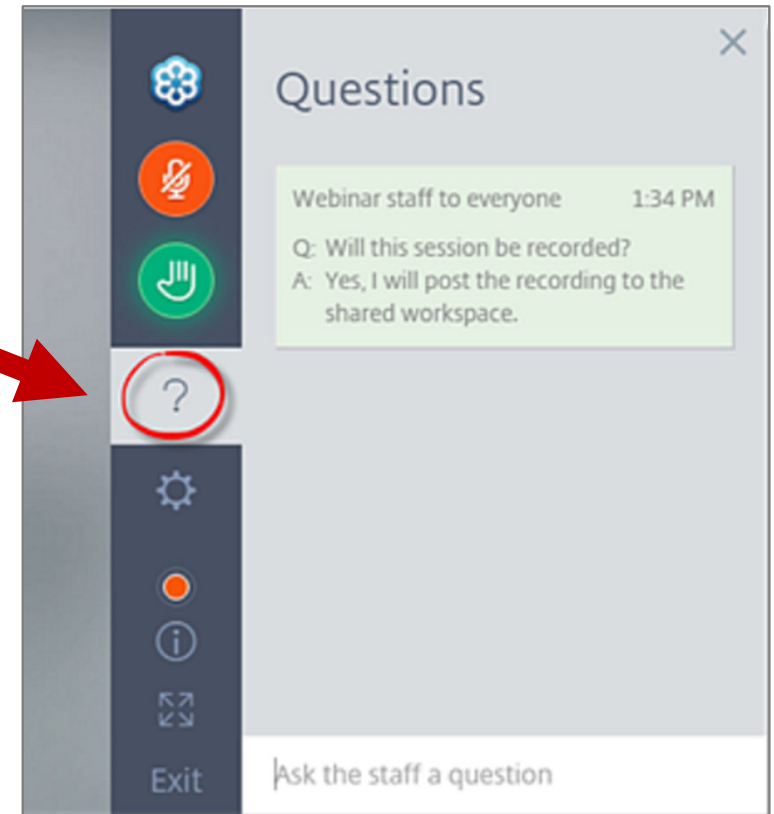 Questions
Webinar staff to everyone 1:34 PM
Q: Will this session be recorded?
A: Yes, I will post the recording to the
shared workspace.
?
Exit
Ask the staff a question